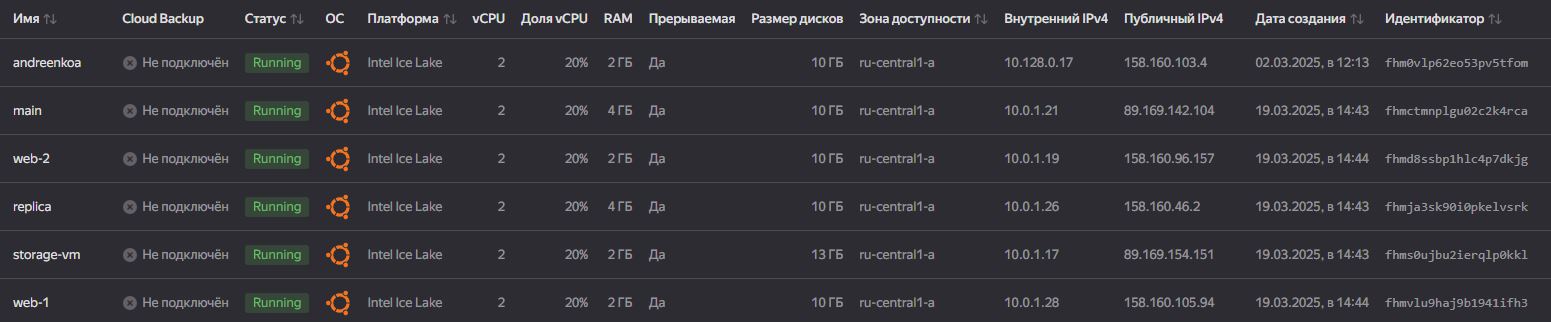 Имя Cloud Backup Статус ОС Платформа vCPU Доля vCPU RAM Прерываемая Размер дисков Зона доступности Внутренний IPv4 Публичный IPv4 Дата создания Идентификатор
andreenkoa Не подключён Running Intel Ice Lake 2 20% 2 ГБ Да 10 ГБ ru-central1-a 10.128.0.17 158.160.103.4 02.03.2025, в 12:13 fhm0vlp62eo53pv5tfom
main Не подключён Running Intel Ice Lake 2 20% 4 ГБ Да 10 ГБ ru-central1-a 10.0.1.21 89.169.142.104 19.03.2025, в 14:43 fhmctmnplgu02c2k4rca
web-2 Не подключён Running Intel Ice Lake 2 20% 2 ГБ Да 10 ГБ ru-central1-a 10.0.1.19 158.160.96.157 19.03.2025, в 14:44 fhmd8ssbp1hlc4p7dkjg
replica Не подключён Running Intel Ice Lake 2 20% 4 ГБ Да 10 ГБ ru-central1-a 10.0.1.26 158.160.46.2 19.03.2025, в 14:43 fhmja3sk90i0pkelvsrk
storage-vm Не подключён Running Intel Ice Lake 2 20% 2 ГБ Да 13 ГБ ru-central1-a 10.0.1.17 89.169.154.151 19.03.2025, в 14:43 fhms0ujbu2ierqlp0kkl
web-1 Не подключён Running Intel Ice Lake 2 20% 2 ГБ Да 10 ГБ ru-central1-a 10.0.1.28 158.160.105.94 19.03.2025, в 14:44 fhmvlu9haj9b1941ifh3